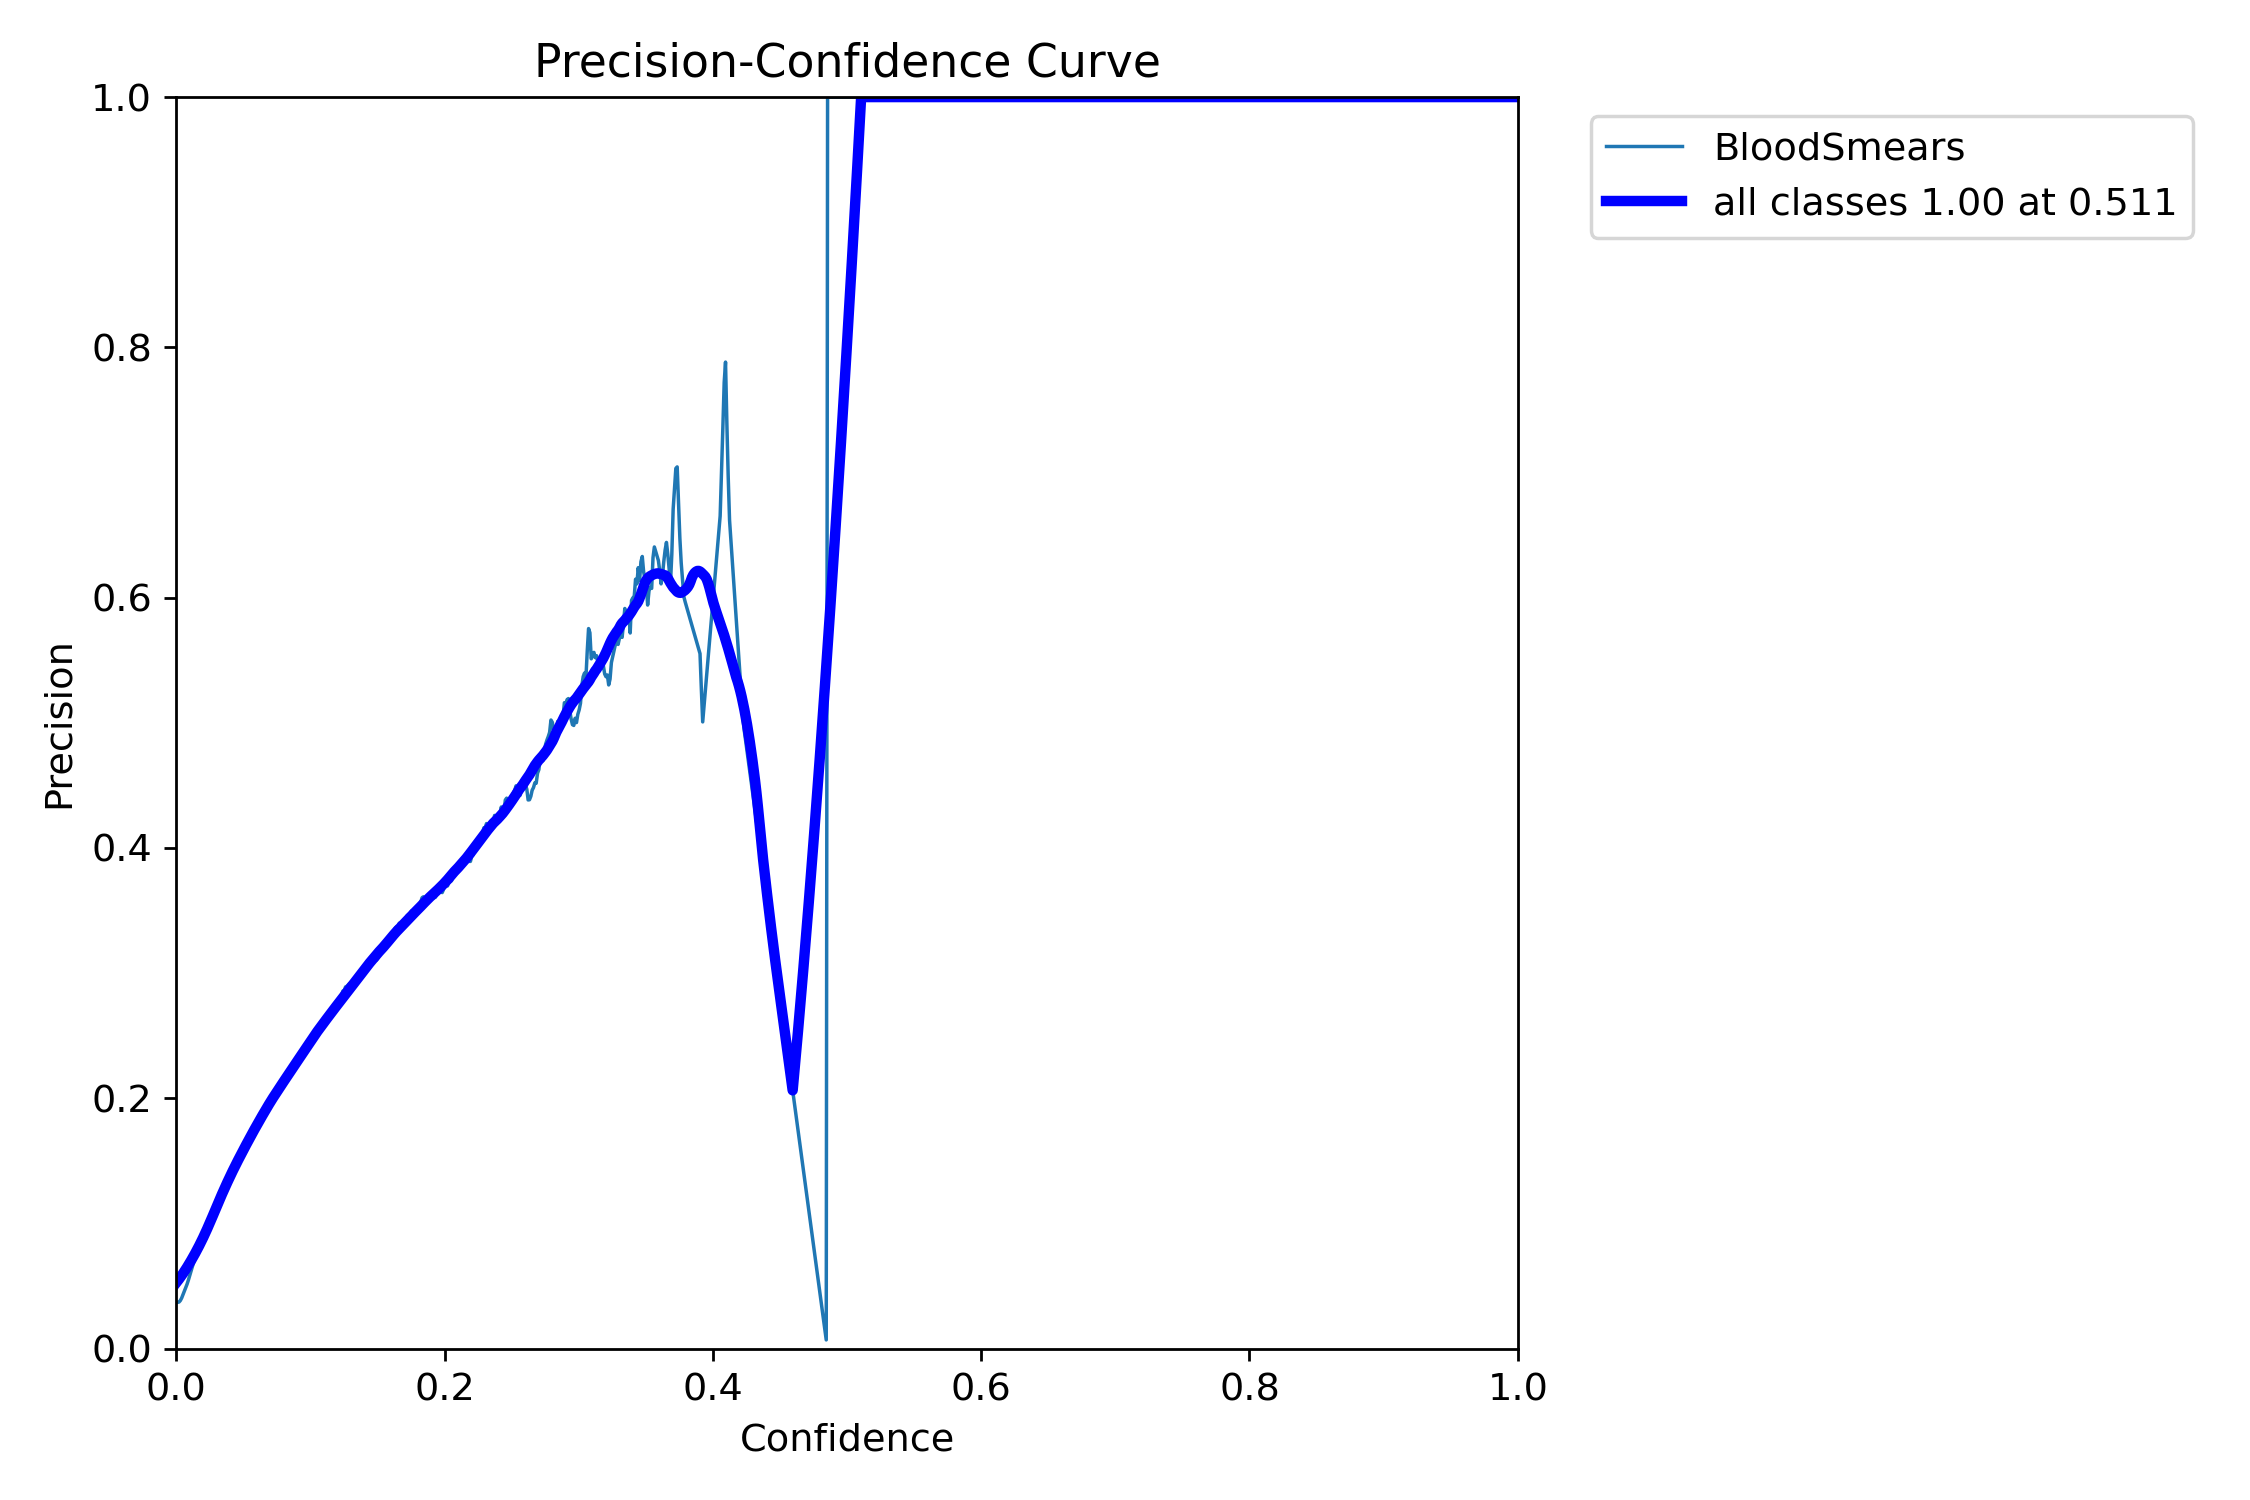 Precision-Confidence Curve
1.0
0.8
0.6
0.4
0.2
0.0
Precision
0.0 0.2 0.4 0.6 0.8 1.0
Confidence
BloodSmears
all classes 1.00 at 0.511